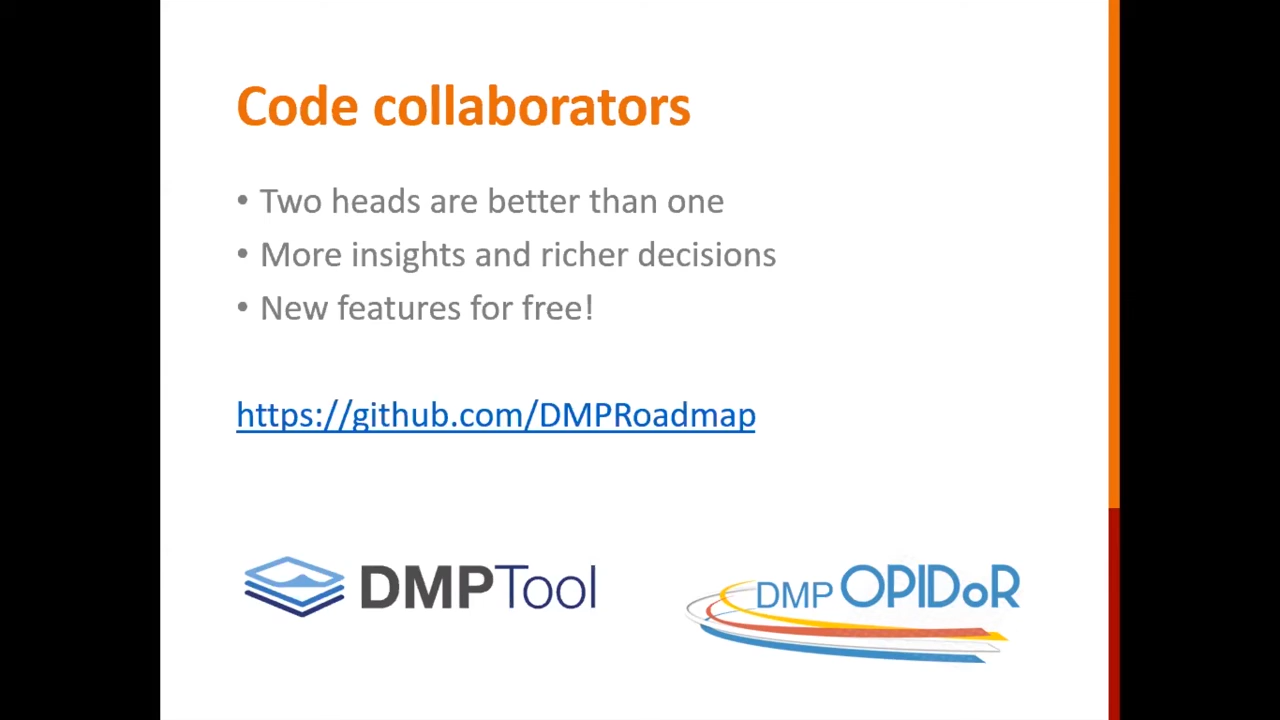 Code collaborators
• Two heads are better than one
• More insights and richer decisions
• New features for free!
https://github.com/DMPRoadmap
DMPTool
DMP OPIDoR